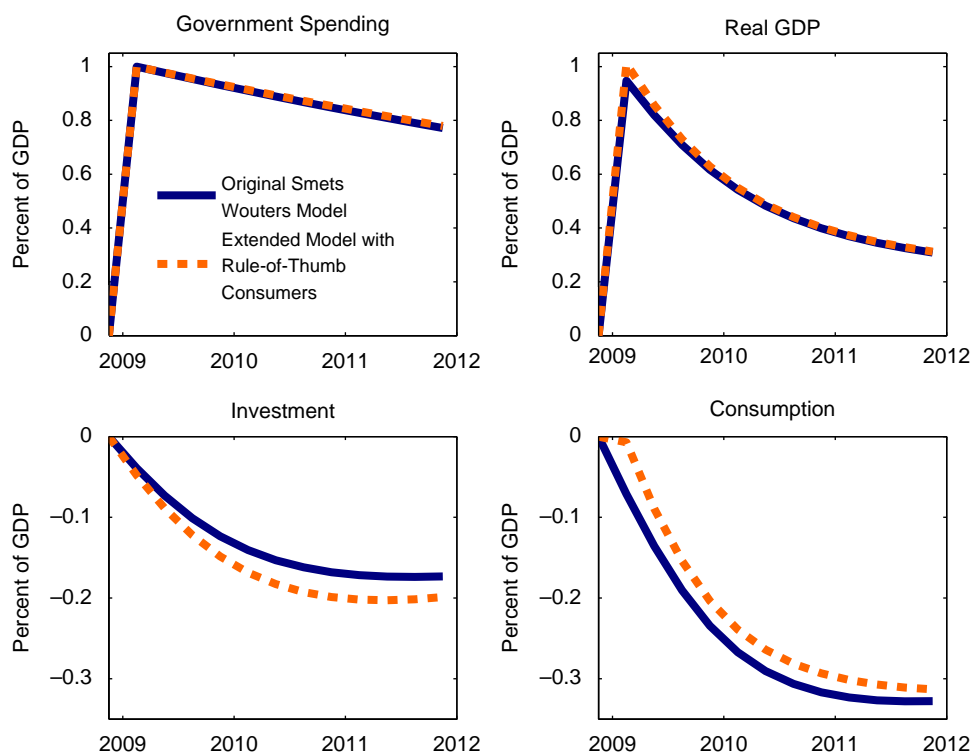 Government Spending
Percent of GDP
1
0.8
0.6
0.4
0.2
0
Original Smets
Wouters Model
Extended Model with
Rule-of-Thumb
Consumers
2009 2010 2011 2012
Real GDP
Percent of GDP
1
0.8
0.6
0.4
0.2
0
2009 2010 2011 2012
Investment
Percent of GDP
0
–0.1
–0.2
–0.3
2009 2010 2011 2012
Consumption
Percent of GDP
0
–0.1
–0.2
–0.3
2009 2010 2011 2012